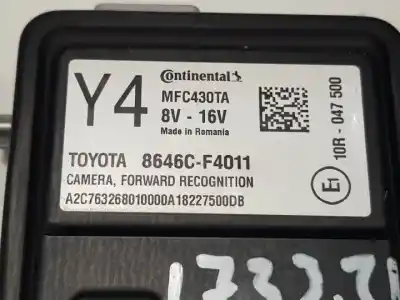 Continental
Y4
MFC430TA
8V - 16V
Made in Romania
TOYOTA 8646C-F4011
CAMERA, FORWARD RECOGNITION
A2C763268010000A18227500DB
E1
10R - 047 500